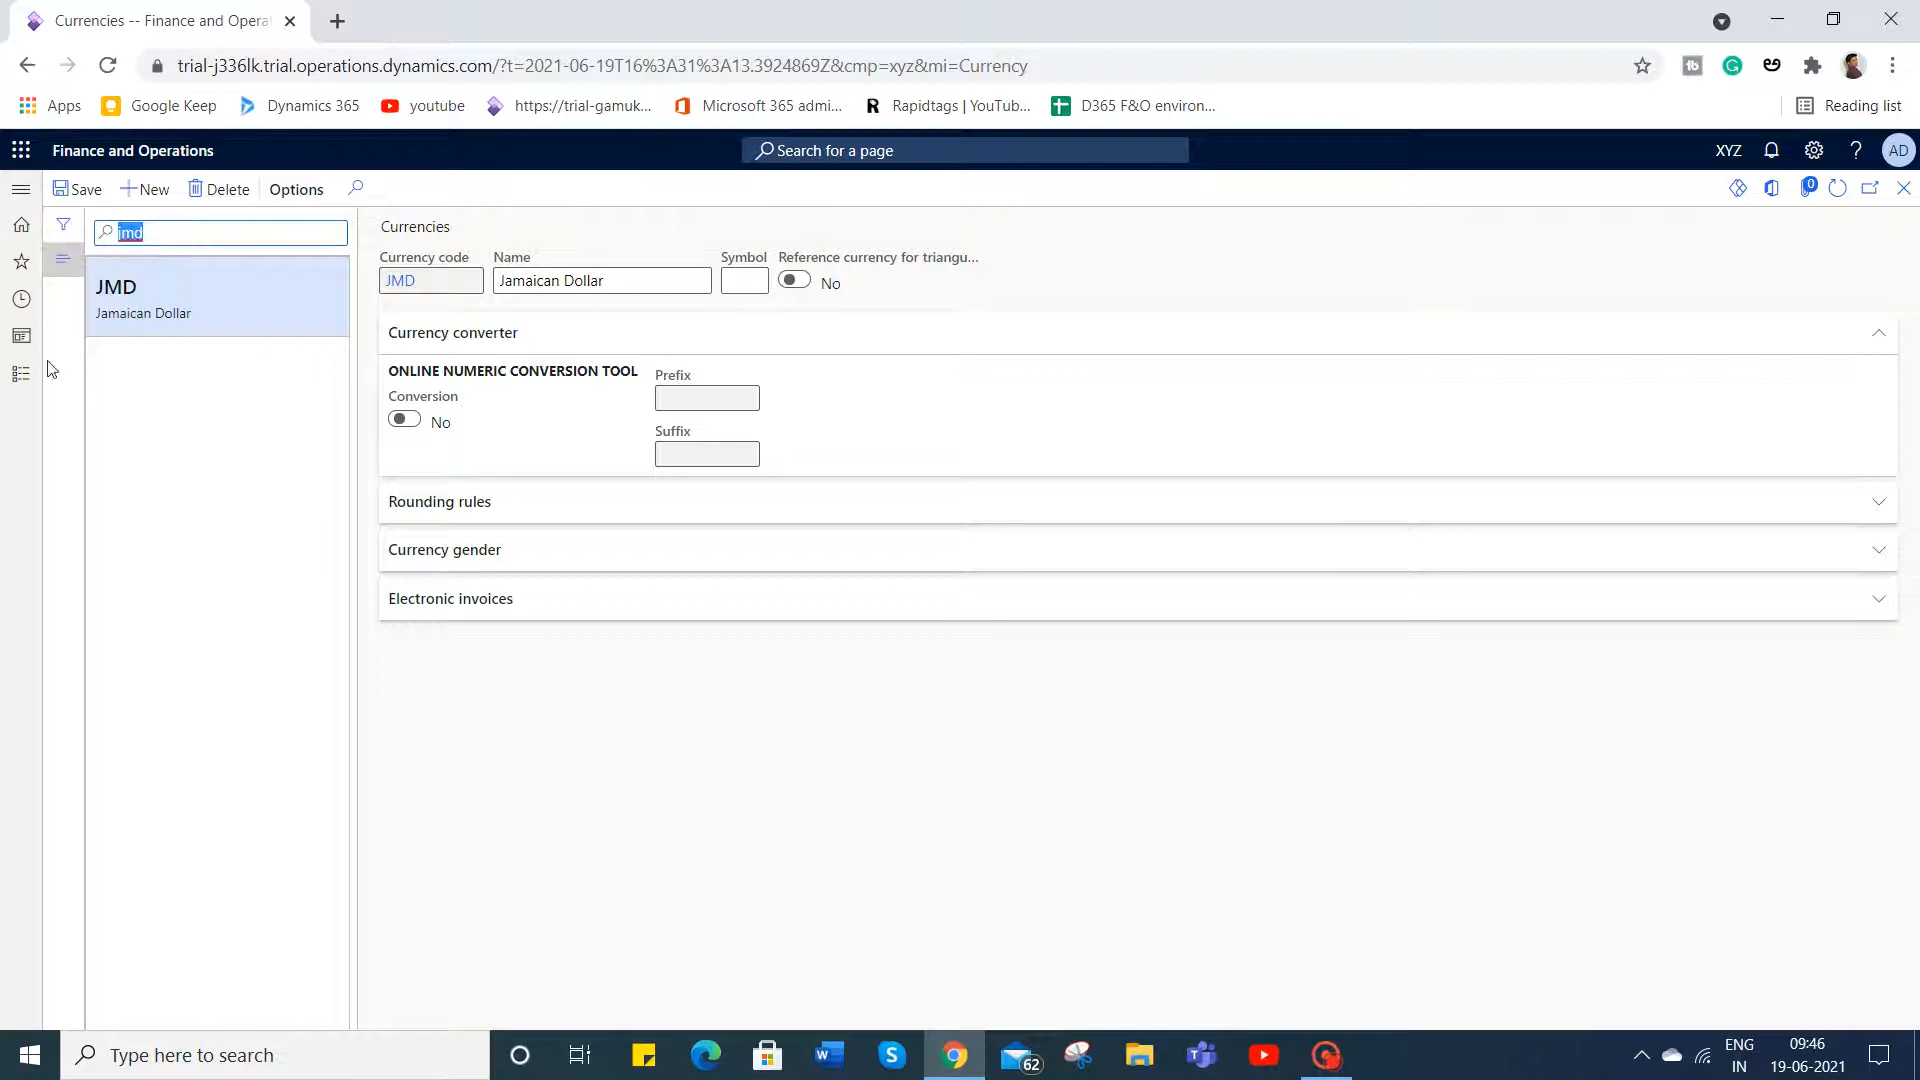 Currencies -- Finance and Opera
trial-j336lk.trial.operations.dynamics.com/?t=2021-06-19T16%3A31%3A13.3924869Z&cmp=xyz&mi=Currency
Apps
Google Keep
Dynamics 365
youtube
https://trial-gamuk...
Microsoft 365 admi...
R
Rapidtags | YouTub...
D365 F&O environ...
Reading list
Finance and Operations
Search for a page
XYZ
?
AD
Save
New
Delete
Options
0
jmd
JMD
Jamaican Dollar
Currencies
Currency code
Name
Symbol
Reference currency for triangu...
JMD
Jamaican Dollar
No
Currency converter
ONLINE NUMERIC CONVERSION TOOL
Prefix
Conversion
No
Suffix
Rounding rules
Currency gender
Electronic invoices
Type here to search
62
ENG
IN
09:46
19-06-2021